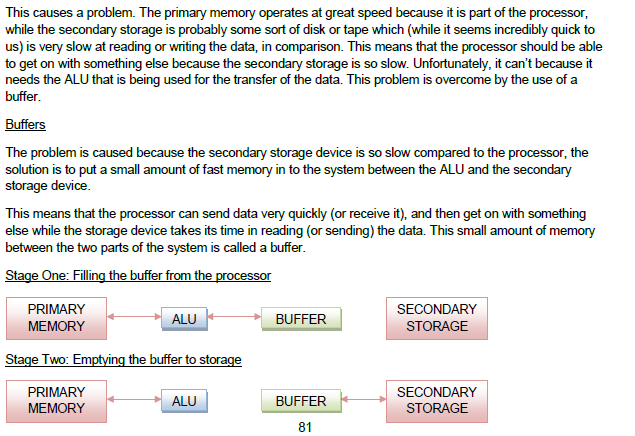 This causes a problem. The primary memory operates at great speed because it is part of the processor,
while the secondary storage is probably some sort of disk or tape which (while it seems incredibly quick to
us) is very slow at reading or writing the data, in comparison. This means that the processor should be able
to get on with something else because the secondary storage is so slow. Unfortunately, it can't because it
needs the ALU that is being used for the transfer of the data. This problem is overcome by the use of a
buffer.
Buffers
The problem is caused because the secondary storage device is so slow compared to the processor, the
solution is to put a small amount of fast memory in to the system between the ALU and the secondary
storage device.
This means that the processor can send data very quickly (or receive it), and then get on with something
else while the storage device takes its time in reading (or sending) the data. This small amount of memory
between the two parts of the system is called a buffer.
Stage One: Filling the buffer from the processor
PRIMARY
MEMORY
ALU
BUFFER
SECONDARY
STORAGE
Stage Two: Emptying the buffer to storage
PRIMARY
MEMORY
ALU
BUFFER
SECONDARY
STORAGE
81